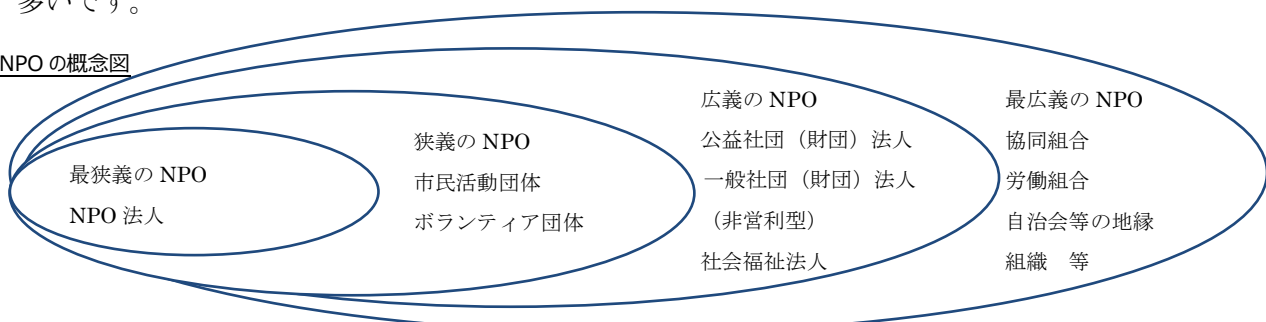 多いです。
NPO の概念図
最狭義の NPO
NPO 法人
狭義の NPO
市民活動団体
ボランティア団体
広義の NPO
公益社団（財団）法人
一般社団（財団）法人
（非営利型）
社会福祉法人
最広義の NPO
協同組合
労働組合
自治会等の地縁
組織　等